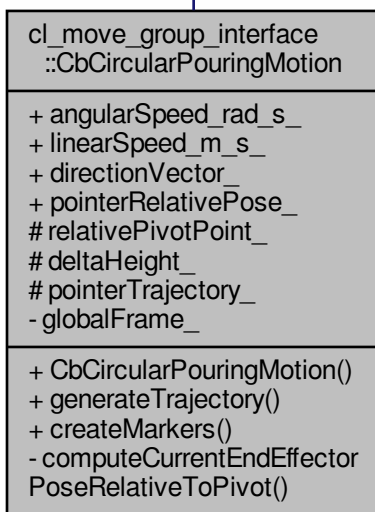 cl_move_group_interface
::CbCircularPouringMotion
+ angularSpeed_rad_s_
+ linearSpeed_m_s_
+ directionVector_
+ pointerRelativePose_
# relativePivotPoint_
# deltaHeight_
# pointerTrajectory_
- globalFrame_
+ CbCircularPouringMotion()
+ generateTrajectory()
+ createMarkers()
- computeCurrentEndEffector
PoseRelativeToPivot()